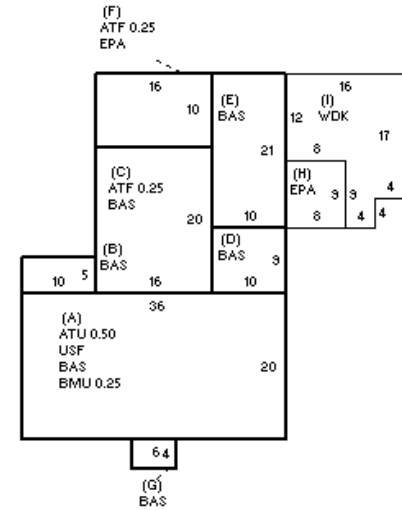 (F)
ATF 0.25
EPA
16
10
(E)
BAS
21
10
16
(I)
WDK
12
17
8
(H)
EPA
9
9
8
4
4
4
(C)
ATF 0.25
BAS
20
(B)
BAS
16
5
10
(D)
BAS
9
10
36
(A)
ATU 0.50
USF
BAS
BMU 0.25
20
6 4
(G)
BAS